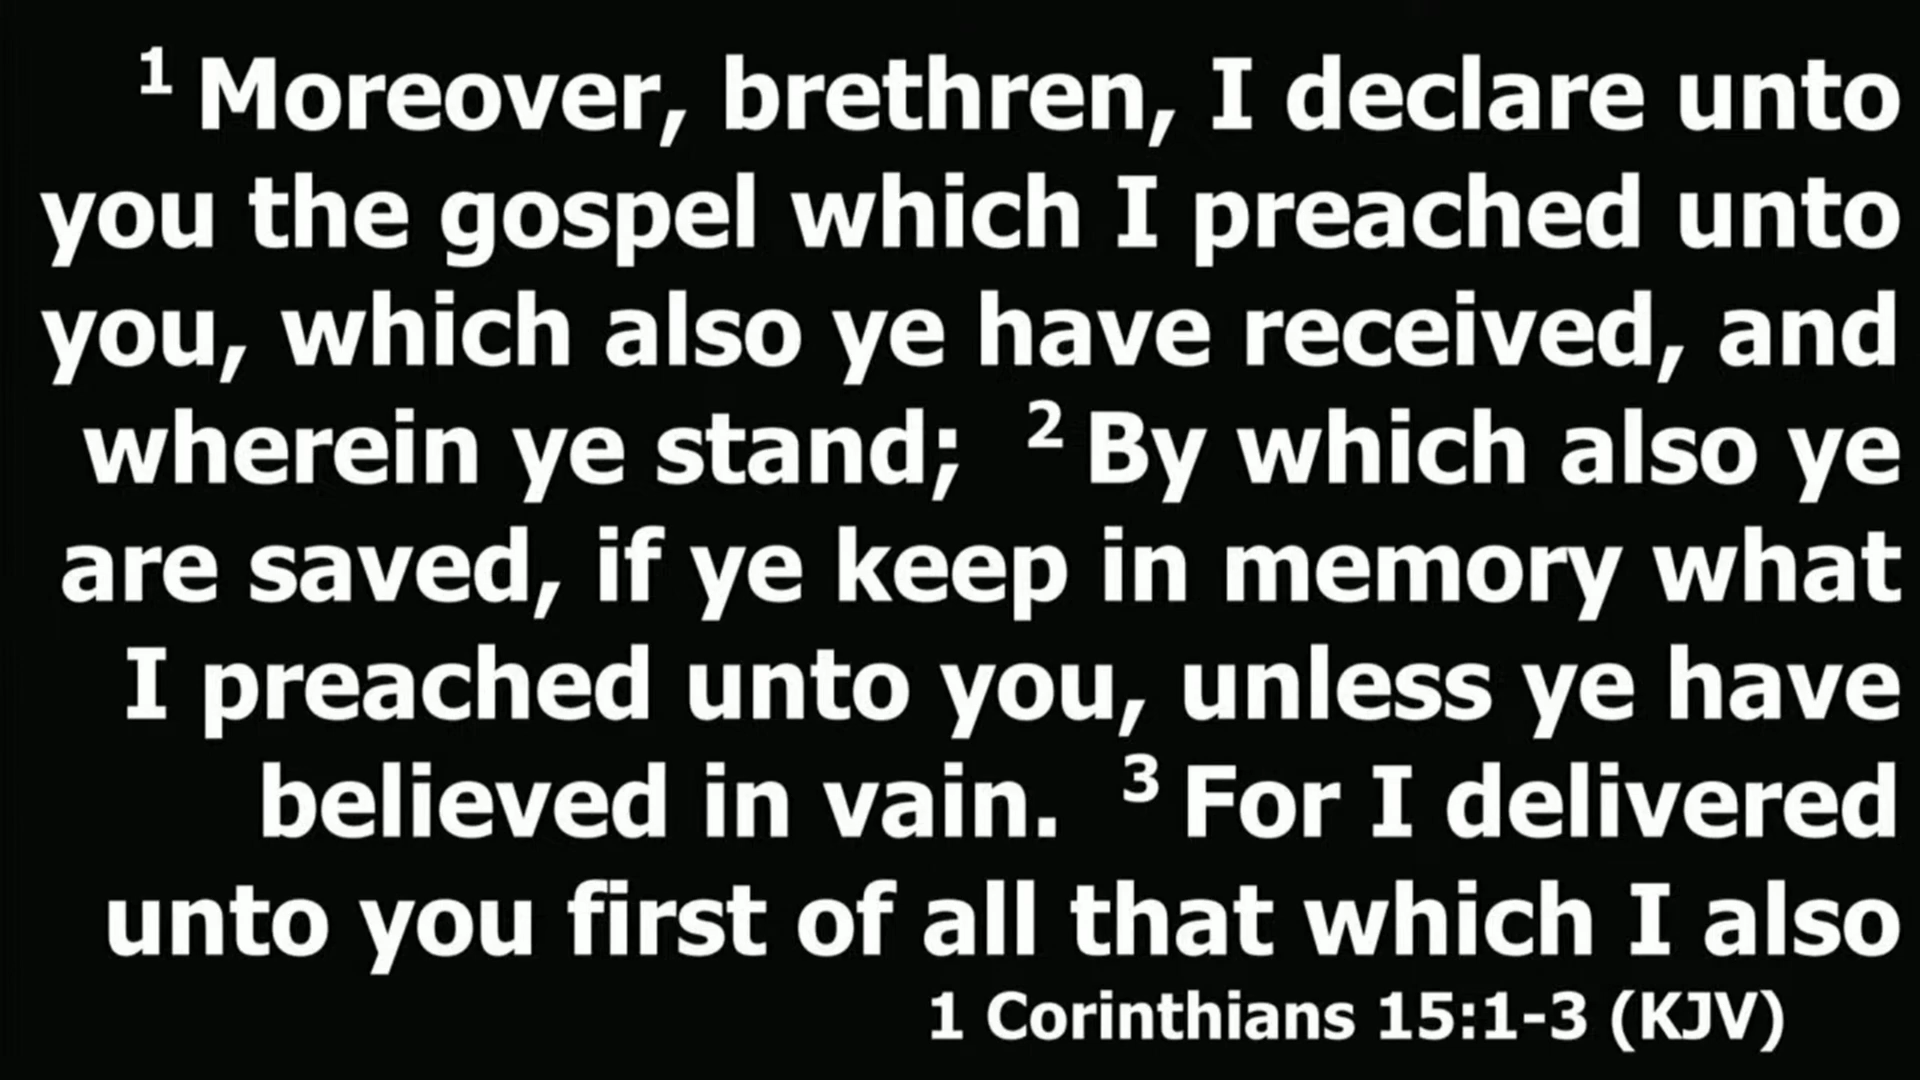 1 Moreover, brethren, I declare unto
you the gospel which I preached unto
you, which also ye have received, and
wherein ye stand; 2 By which also ye
are saved, if ye keep in memory what
I preached unto you, unless ye have
believed in vain. 3 For I delivered
unto you first of all that which I also
1 Corinthians 15:1-3 (KJV)